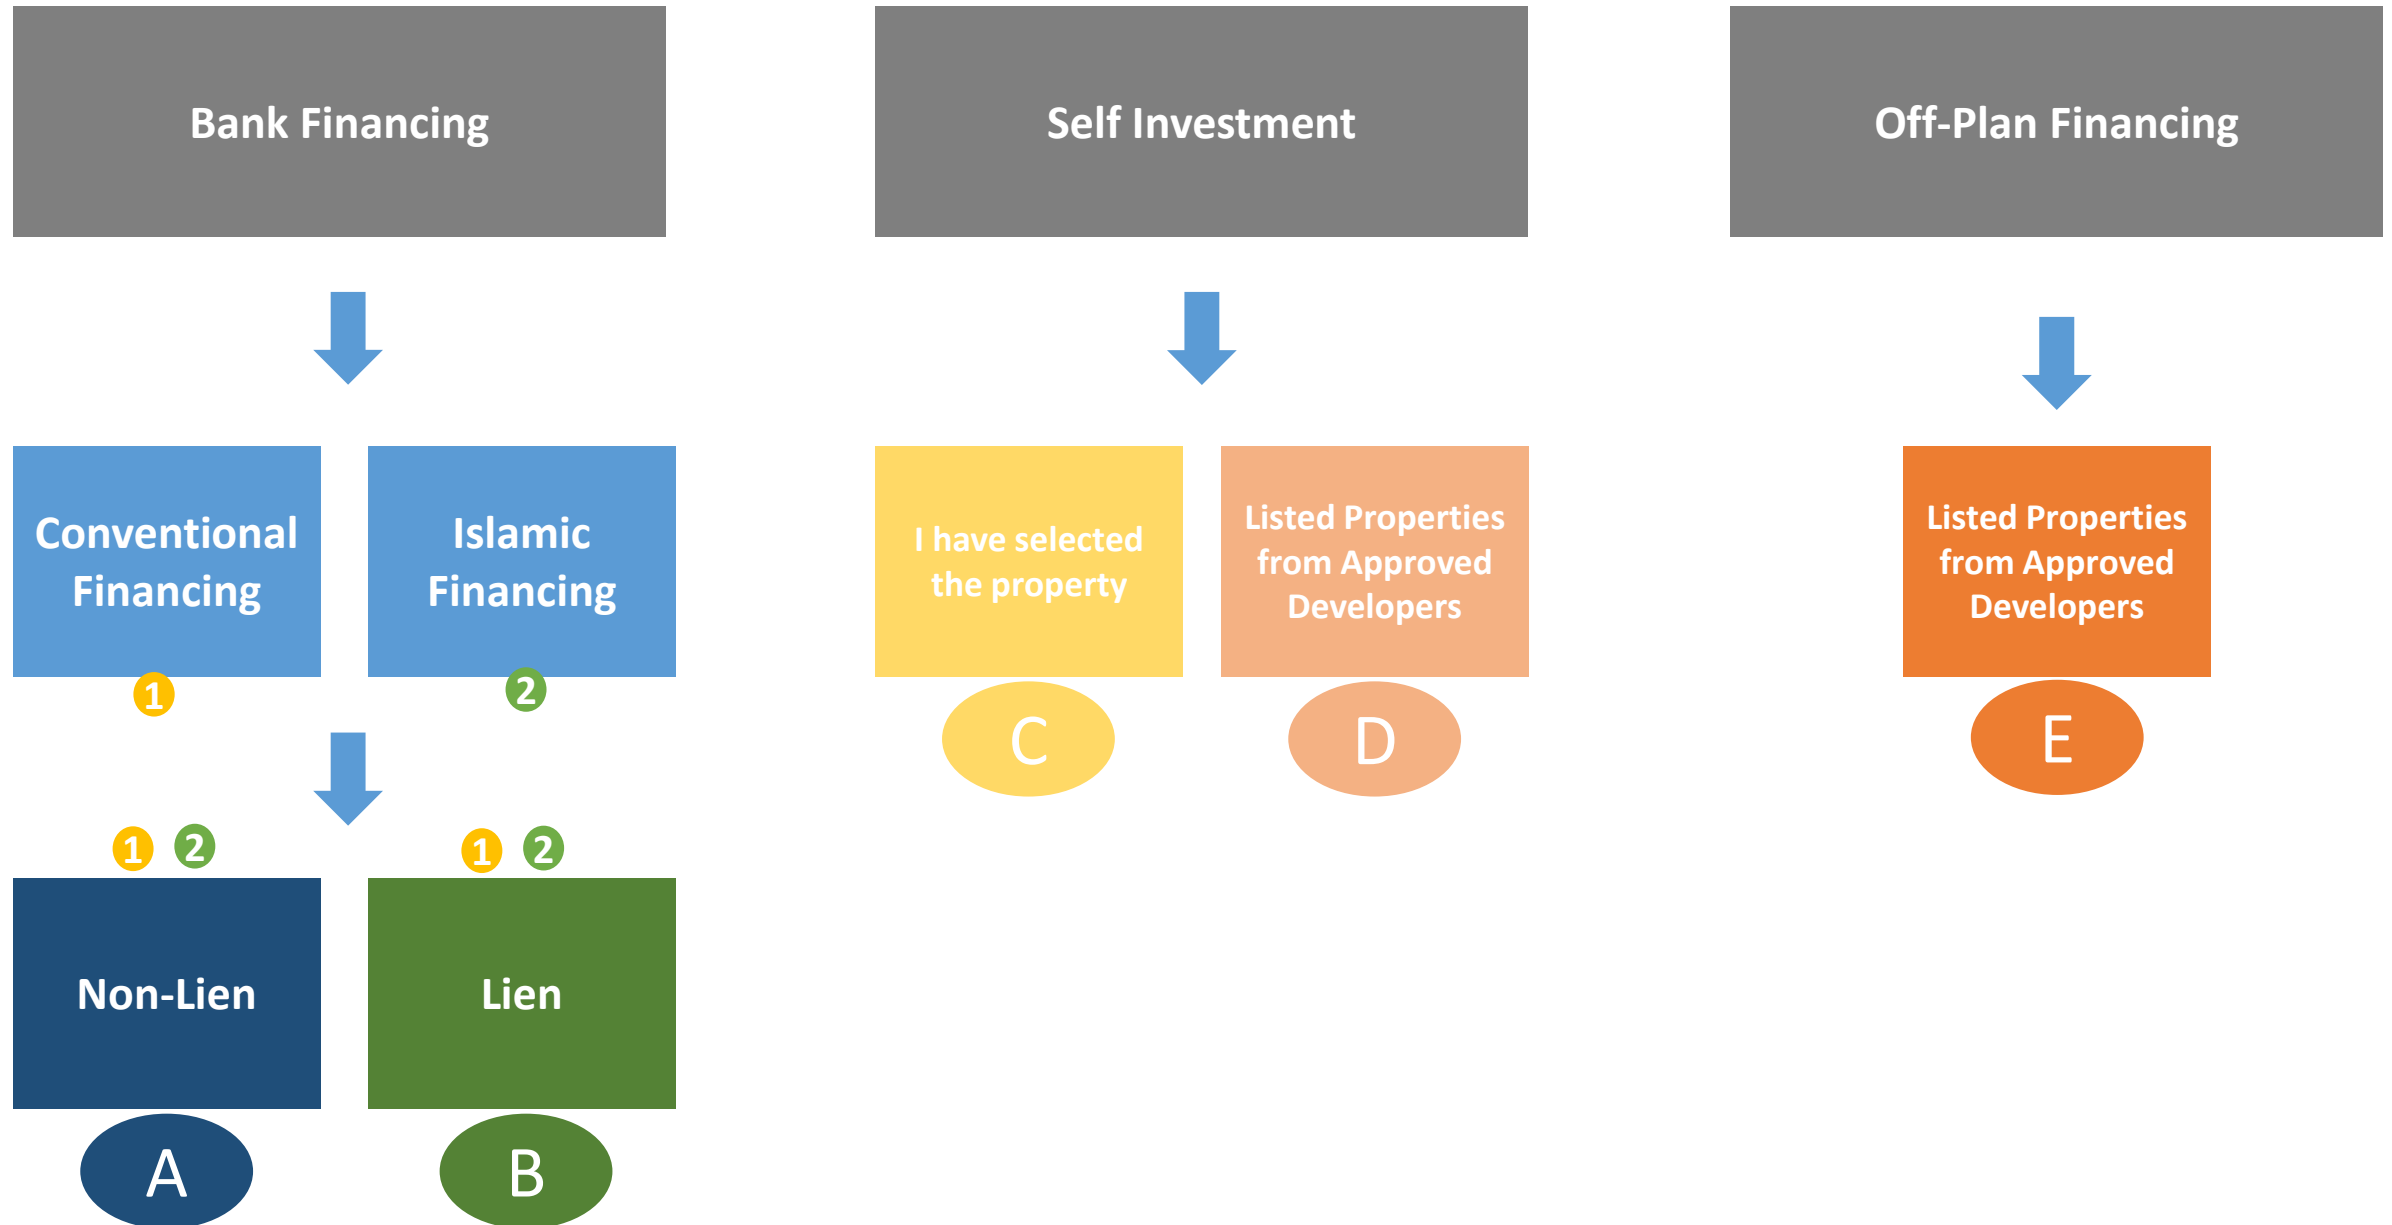 Bank Financing
Self Investment
Off-Plan Financing
Conventional
Financing
Islamic
Financing
I have selected
the property
Listed Properties
from Approved
Developers
Listed Properties
from Approved
Developers
1
2
C
D
E
1 2
1 2
Non-Lien
Lien
A
B